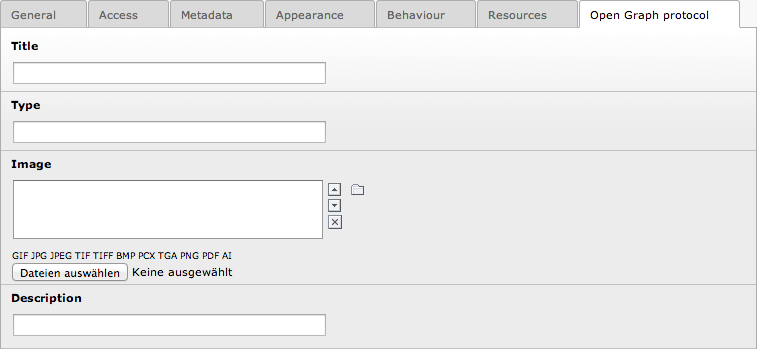 General Access Metadata Appearance Behaviour Resources Open Graph protocol
Title
Type
Image
GIF JPG JPEG TIF TIFF BMP PCX TGA PNG PDF AI
Dateien auswählen Keine ausgewählt
Description